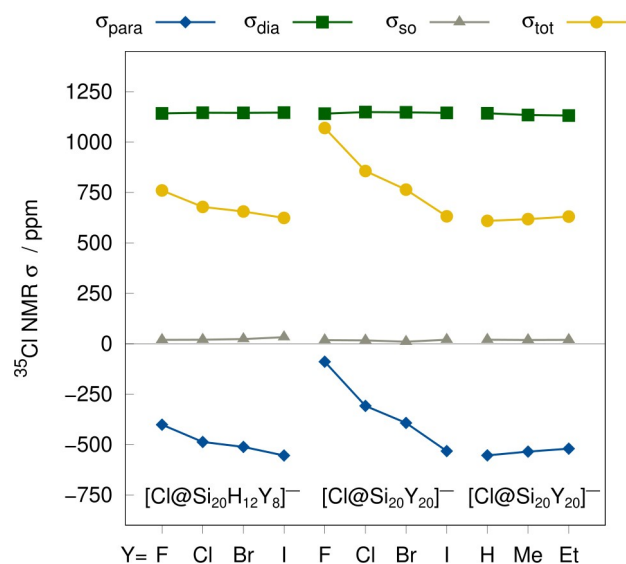 σpara σdia σso σtot
1250
1000
750
500
250
0
−250
−500
−750
³⁵Cl NMR σ / ppm
[Cl@Si₂₀H₁₂Y₈]⁻ [Cl@Si₂₀Y₂₀]⁻ [Cl@Si₂₀Y₂₀]⁻
Y= F Cl Br I F Cl Br I H Me Et